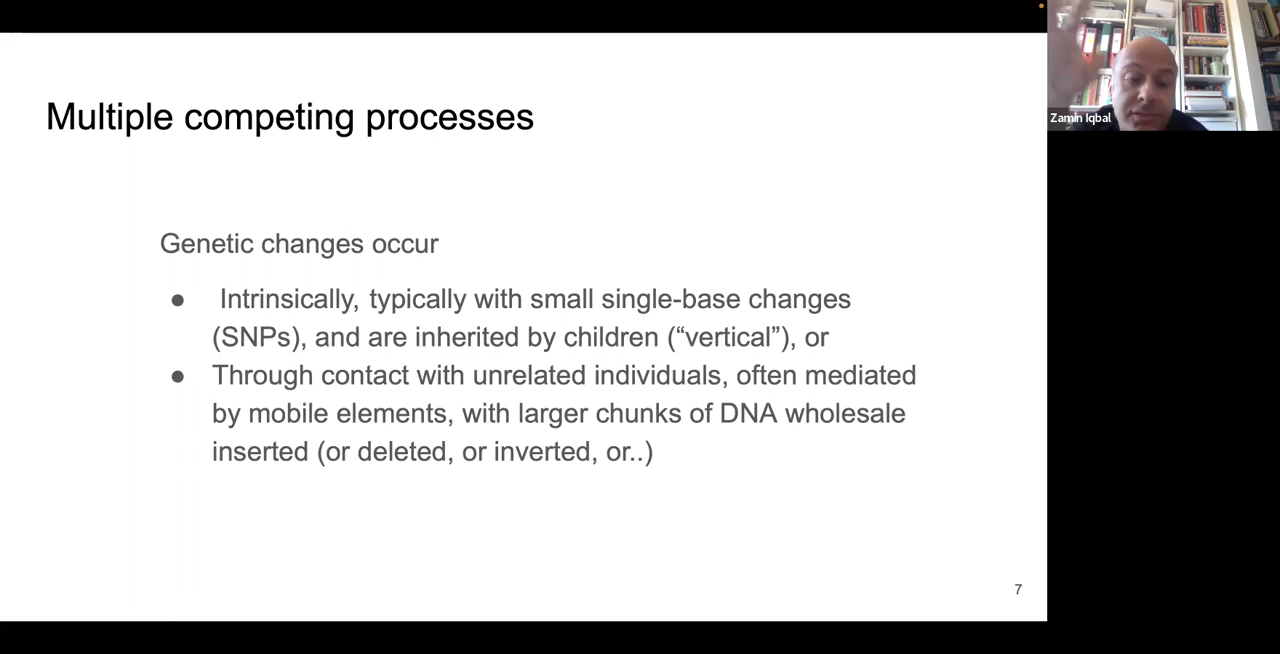 Multiple competing processes
Zamin Iqbal
Genetic changes occur
● Intrinsically, typically with small single-base changes
(SNPs), and are inherited by children (“vertical”), or
● Through contact with unrelated individuals, often mediated
by mobile elements, with larger chunks of DNA wholesale
inserted (or deleted, or inverted, or..)
7